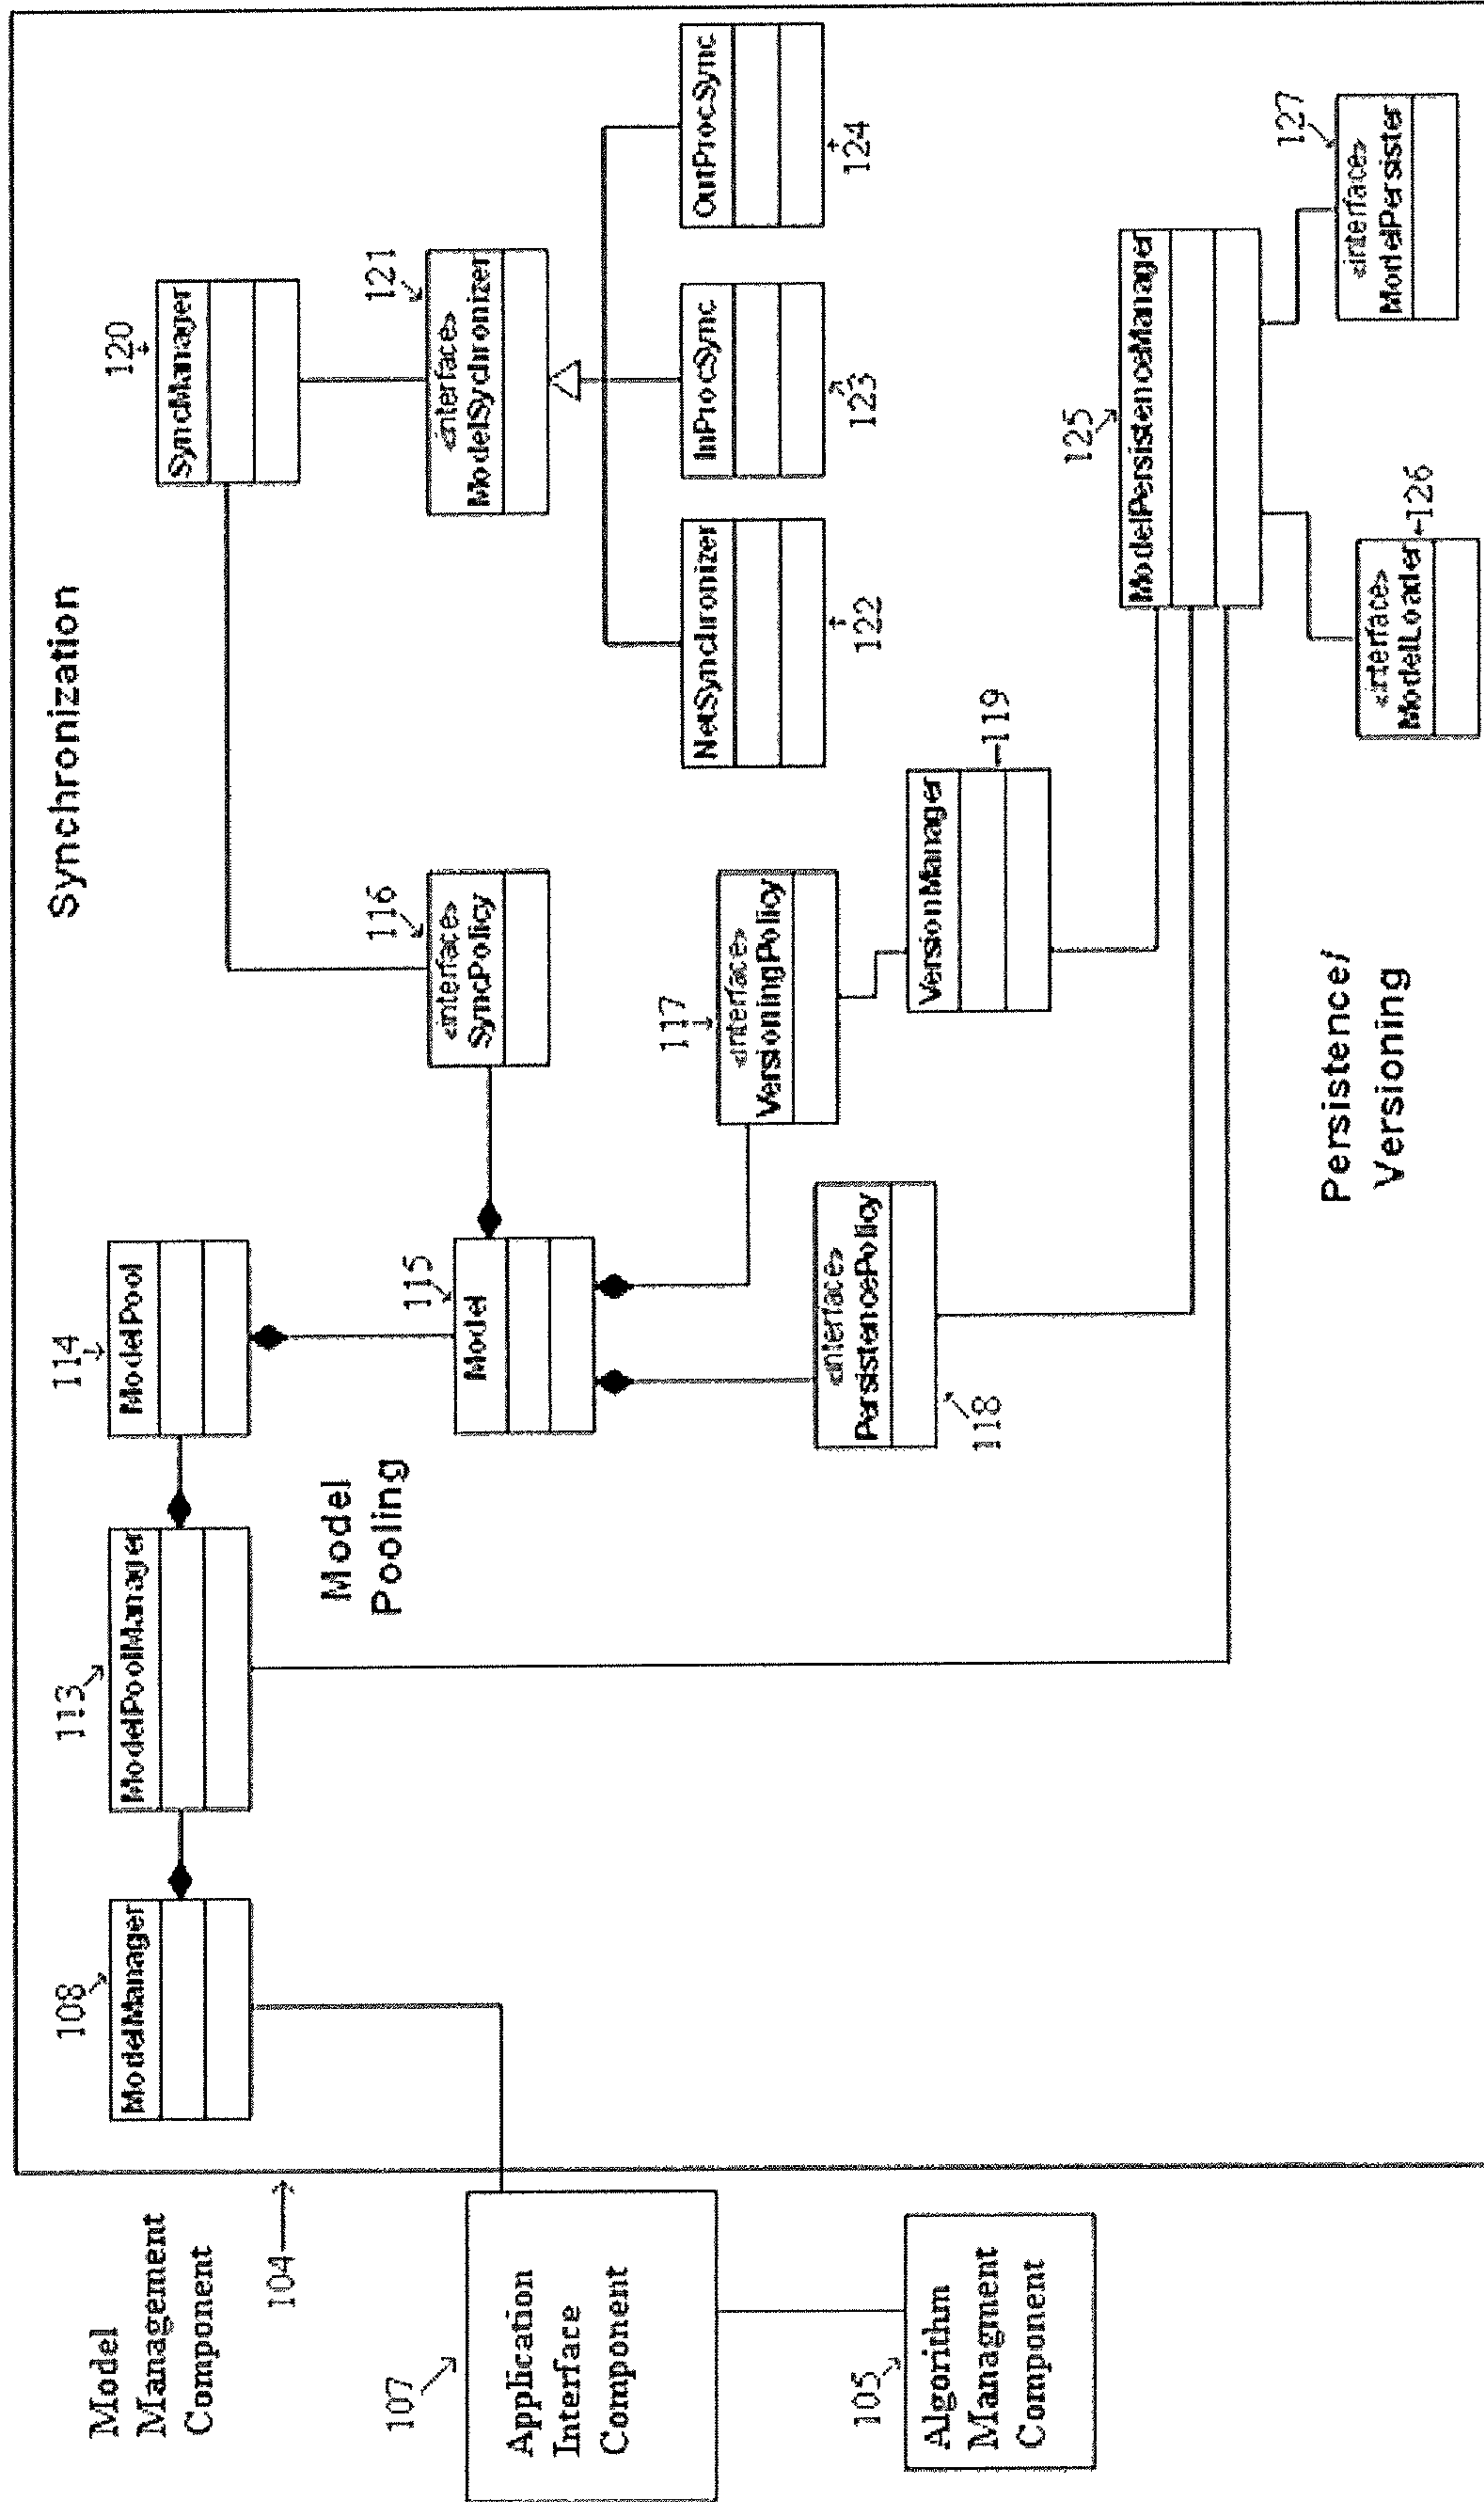 Model
Management
Component
104
107
Application
Interface
Component
105
Algorithm
Managment
Component
108
ModelManager
113
ModelPoolManager
114
ModelPool
Model
Pooling
115
Model
Synchronization
116
«interface»
SyncPolicy
117
«interface»
VersioningPolicy
118
«interface»
PersistencePolicy
VersionManager
119
120
SyncManager
121
«interface»
ModelSychronizer
NetSynchronizer
122
InProcSync
123
OutProcSync
124
Persistence/
Versioning
125
ModelPersistenceManager
«interface»
ModelLoader
126
127
«interface»
ModelPersister